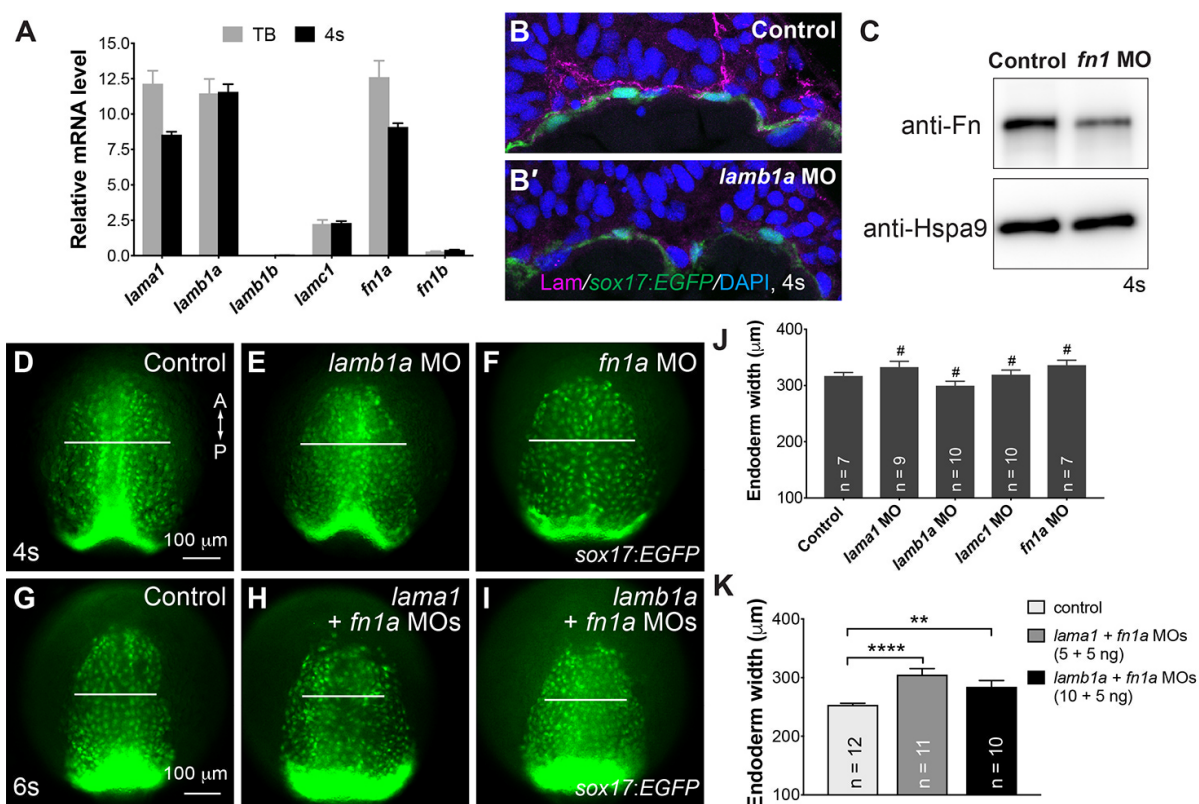 A
TB 4s
Relative mRNA level
15.0
12.5
10.0
7.5
5.0
2.5
0.0
lama1
lamb1a
lamb1b
lamc1
fn1a
fn1b
B
Control
B′
lamb1a MO
Lam/sox17:EGFP/DAPI, 4s
C
Control fn1 MO
anti-Fn
anti-Hspa9
4s
D
Control
A
P
4s
100 μm
E
lamb1a MO
F
fn1a MO
sox17:EGFP
G
Control
6s
100 μm
H
lama1
+ fn1a MOs
I
lamb1a
+ fn1a MOs
sox17:EGFP
J
Endoderm width (μm)
400
300
200
100
# # # #
n = 7
n = 9
n = 10
n = 10
n = 7
Control
lama1 MO
lamb1a MO
lamc1 MO
fn1a MO
K
Endoderm width (μm)
400
300
200
100
**
****
n = 12
n = 11
n = 10
control
lama1 + fn1a MOs
(5 + 5 ng)
lamb1a + fn1a MOs
(10 + 5 ng)